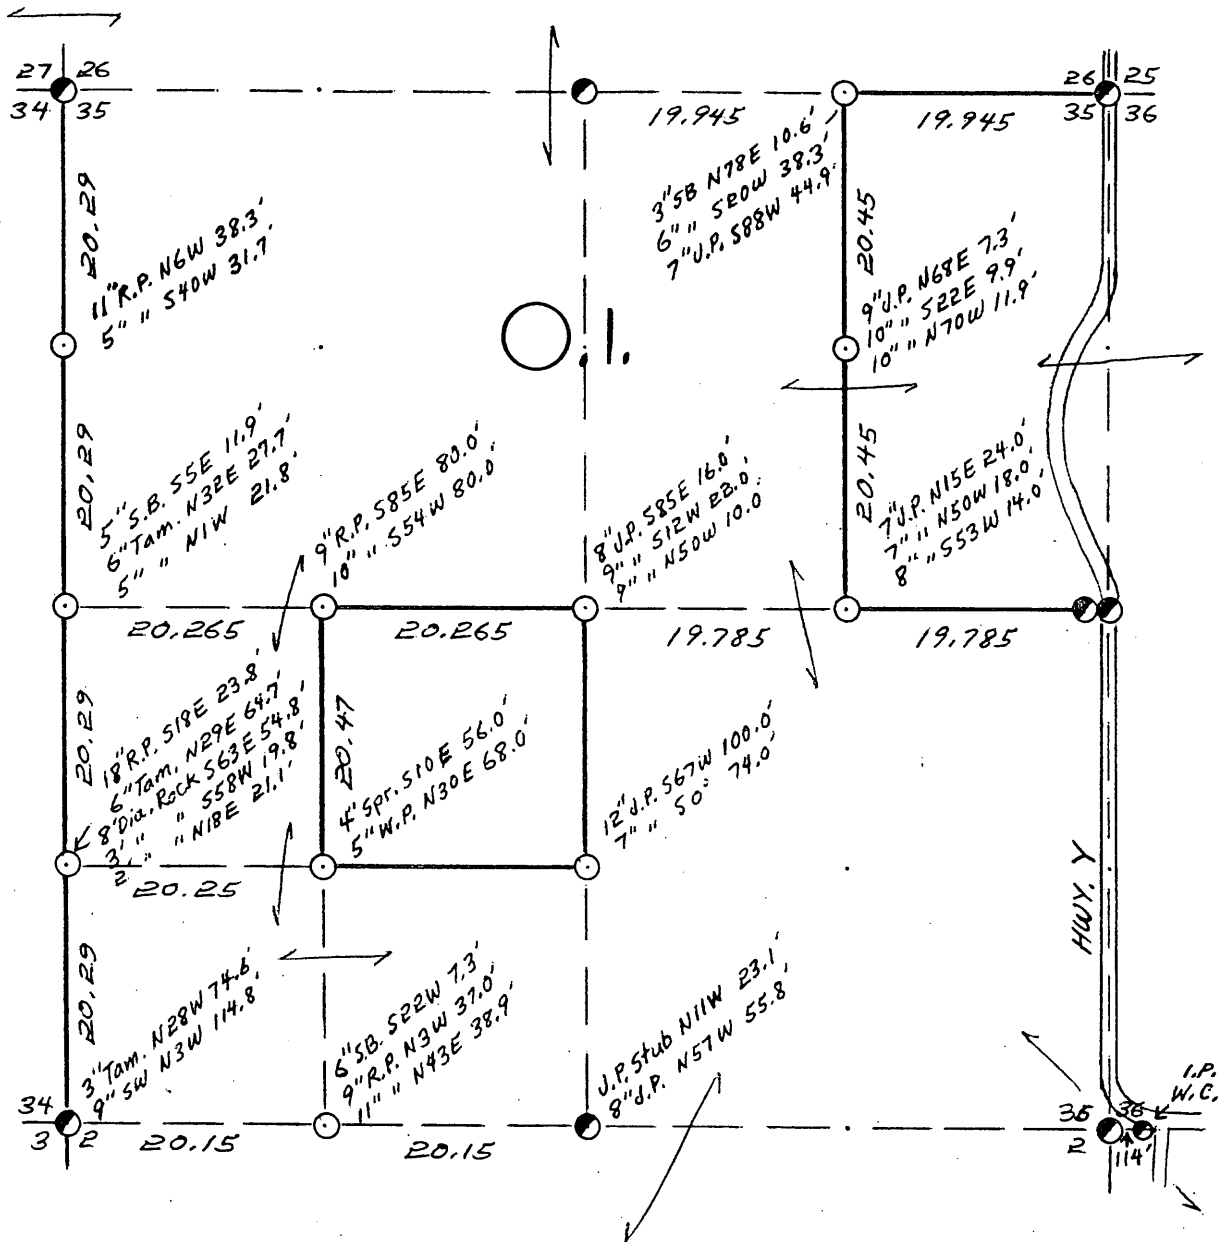 27 26
34 35
26 25
35 36
19.945
19.945
3" SB N78E 10.6'
6" " S20W 38.3'
7" J.P. S88W 44.9'
20.29
11" R.P. N6W 38.3'
5" " S40W 31.7'
20.45
9" J.P. N68E 7.3'
10" " S22E 9.9'
10" " N70W 11.9'
O.1.
20.29
5" S.B. S5E 11.9'
6" Tam. N32E 27.7'
5" " N1W 21.8'
9" R.P. S85E 80.0'
10" " S54W 80.0'
8" J.P. S85E 16.0'
9" " S12W 22.0'
9" " N50W 10.0
20.45
7" J.P. N15E 24.0'
7" " N50W 18.0'
8" " S53W 14.0'
20.265
20.265
19.785
19.785
20.29
18" R.P. S18E 23.8'
6" Tam. N29E 64.7'
8' Dia. Rock S63E 54.8'
3' " " S58W 19.8'
2' " " N18E 21.1'
20.47
4" Spr. S10E 56.0'
5" W.P. N30E 68.0'
12" J.P. S67W 100.0'
7" " S0° 74.0'
20.25
HWY. Y
20.29
3" Tam. N28W 74.6'
9" SW N3W 114.8'
6" S.B. S22W 7.3'
9" R.P. N3W 37.0'
11" " N43E 38.9'
J.P. Stub N11W 23.1'
8" J.P. N57W 55.8'
I.P.
W.C.
34
3 2
20.15
20.15
35 36
2
114'